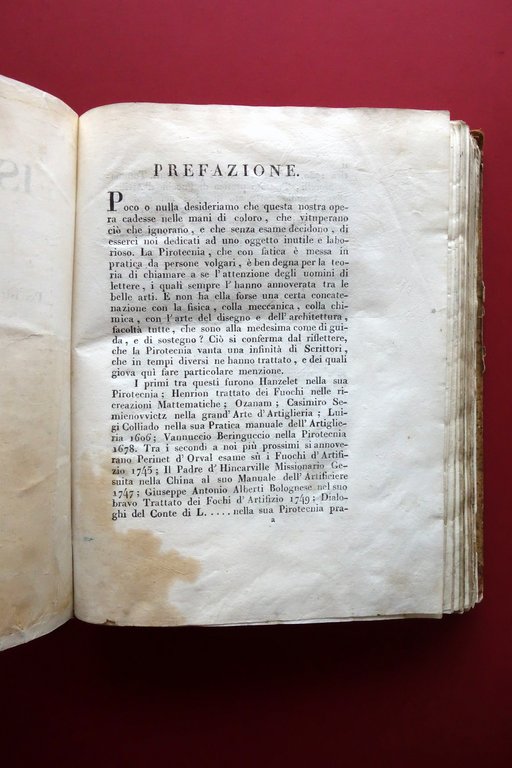 IS
PREFAZIONE.
Poco o nulla desideriamo che questa nostra ope-
ra cadesse nelle mani di coloro, che vituperano
ciò che ignorano, e che senza esame decidono, di
esserci noi dedicati ad uno oggetto inutile e labo-
rioso. La Pirotecnia, che con fatica è messa in
pratica da persone volgari, è ben degna per la teo-
ria di chiamare a se l'attenzione degli uomini di
lettere, i quali sempre l'hanno annoverata tra le
belle arti. E non ha ella forse una certa concate-
nazione con la fisica, colla meccanica, colla chi-
mica, con l'arte del disegno e dell'architettura,
facoltà tutte, che sono alla medesima come di gui-
da, e di sostegno? Ciò si conferma dal riflettere,
che la Pirotecnia vanta una infinità di Scrittori,
che in tempi diversi ne hanno trattato, e dei quali
giova quì fare particolare menzione.
I primi tra questi furono Hanzelet nella sua
Pirotecnia; Henrion trattato dei Fuochi nelle ri-
creazioni Mattematiche; Ozanam; Casimiro Se-
mienovvictz nella grand'Arte d'Artiglieria; Lui-
gi Colliado nella sua Pratica manuale dell'Artiglie-
ria 1606; Vannuccio Beringuccio nella Pirotecnia
1678. Tra i secondi a noi più prossimi si annove-
rano Perinet d'Orval esame sù i Fuochi d'Artifi-
zio 1745; Il Padre d'Hincarville Missionario Ge-
suita nella China al suo Manuale dell'Artificiere
1747; Giuseppe Antonio Alberti Bolognese nel suo
bravo Trattato dei Fochi d'Artifizio 1749; Dialo-
ghi del Conte di L..... nella sua Pirotecnia pra-
a